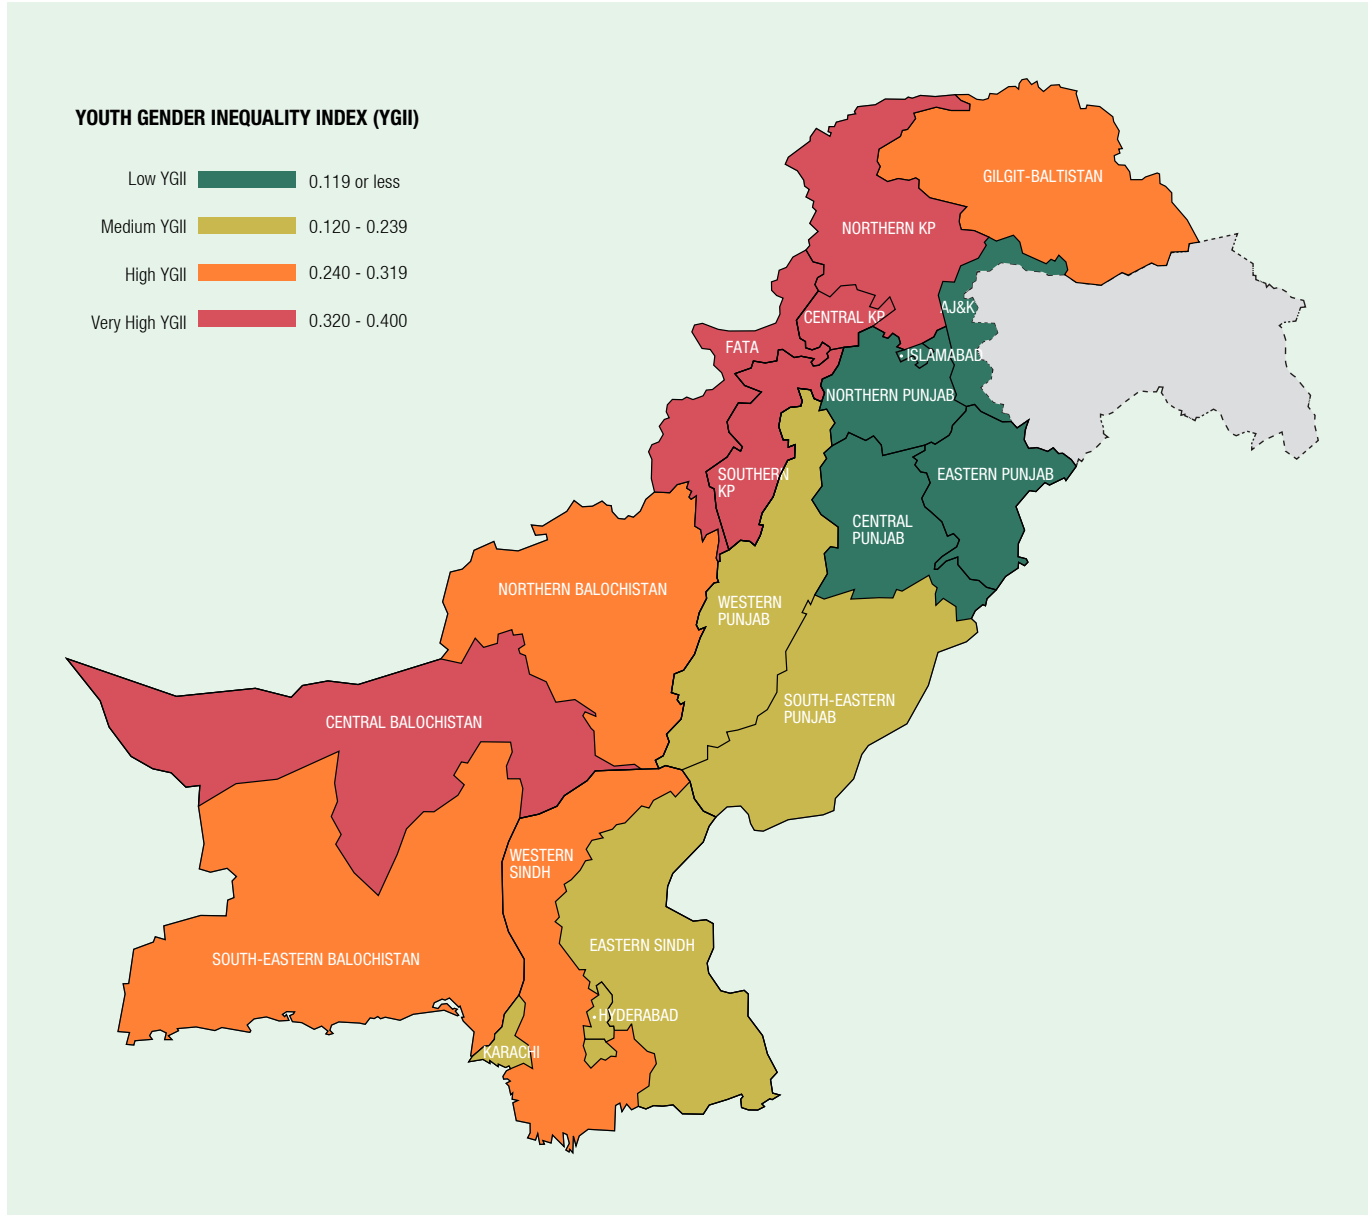 YOUTH GENDER INEQUALITY INDEX (YGII)
Low YGII 0.119 or less
Medium YGII 0.120 - 0.239
High YGII 0.240 - 0.319
Very High YGII 0.320 - 0.400
GILGIT-BALTISTAN
NORTHERN KP
AJ&K
CENTRAL KP
FATA
ISLAMABAD
NORTHERN PUNJAB
SOUTHERN
KP
EASTERN PUNJAB
CENTRAL
PUNJAB
NORTHERN BALOCHISTAN
WESTERN
PUNJAB
SOUTH-EASTERN
PUNJAB
CENTRAL BALOCHISTAN
WESTERN
SINDH
EASTERN SINDH
SOUTH-EASTERN BALOCHISTAN
HYDERABAD
KARACHI